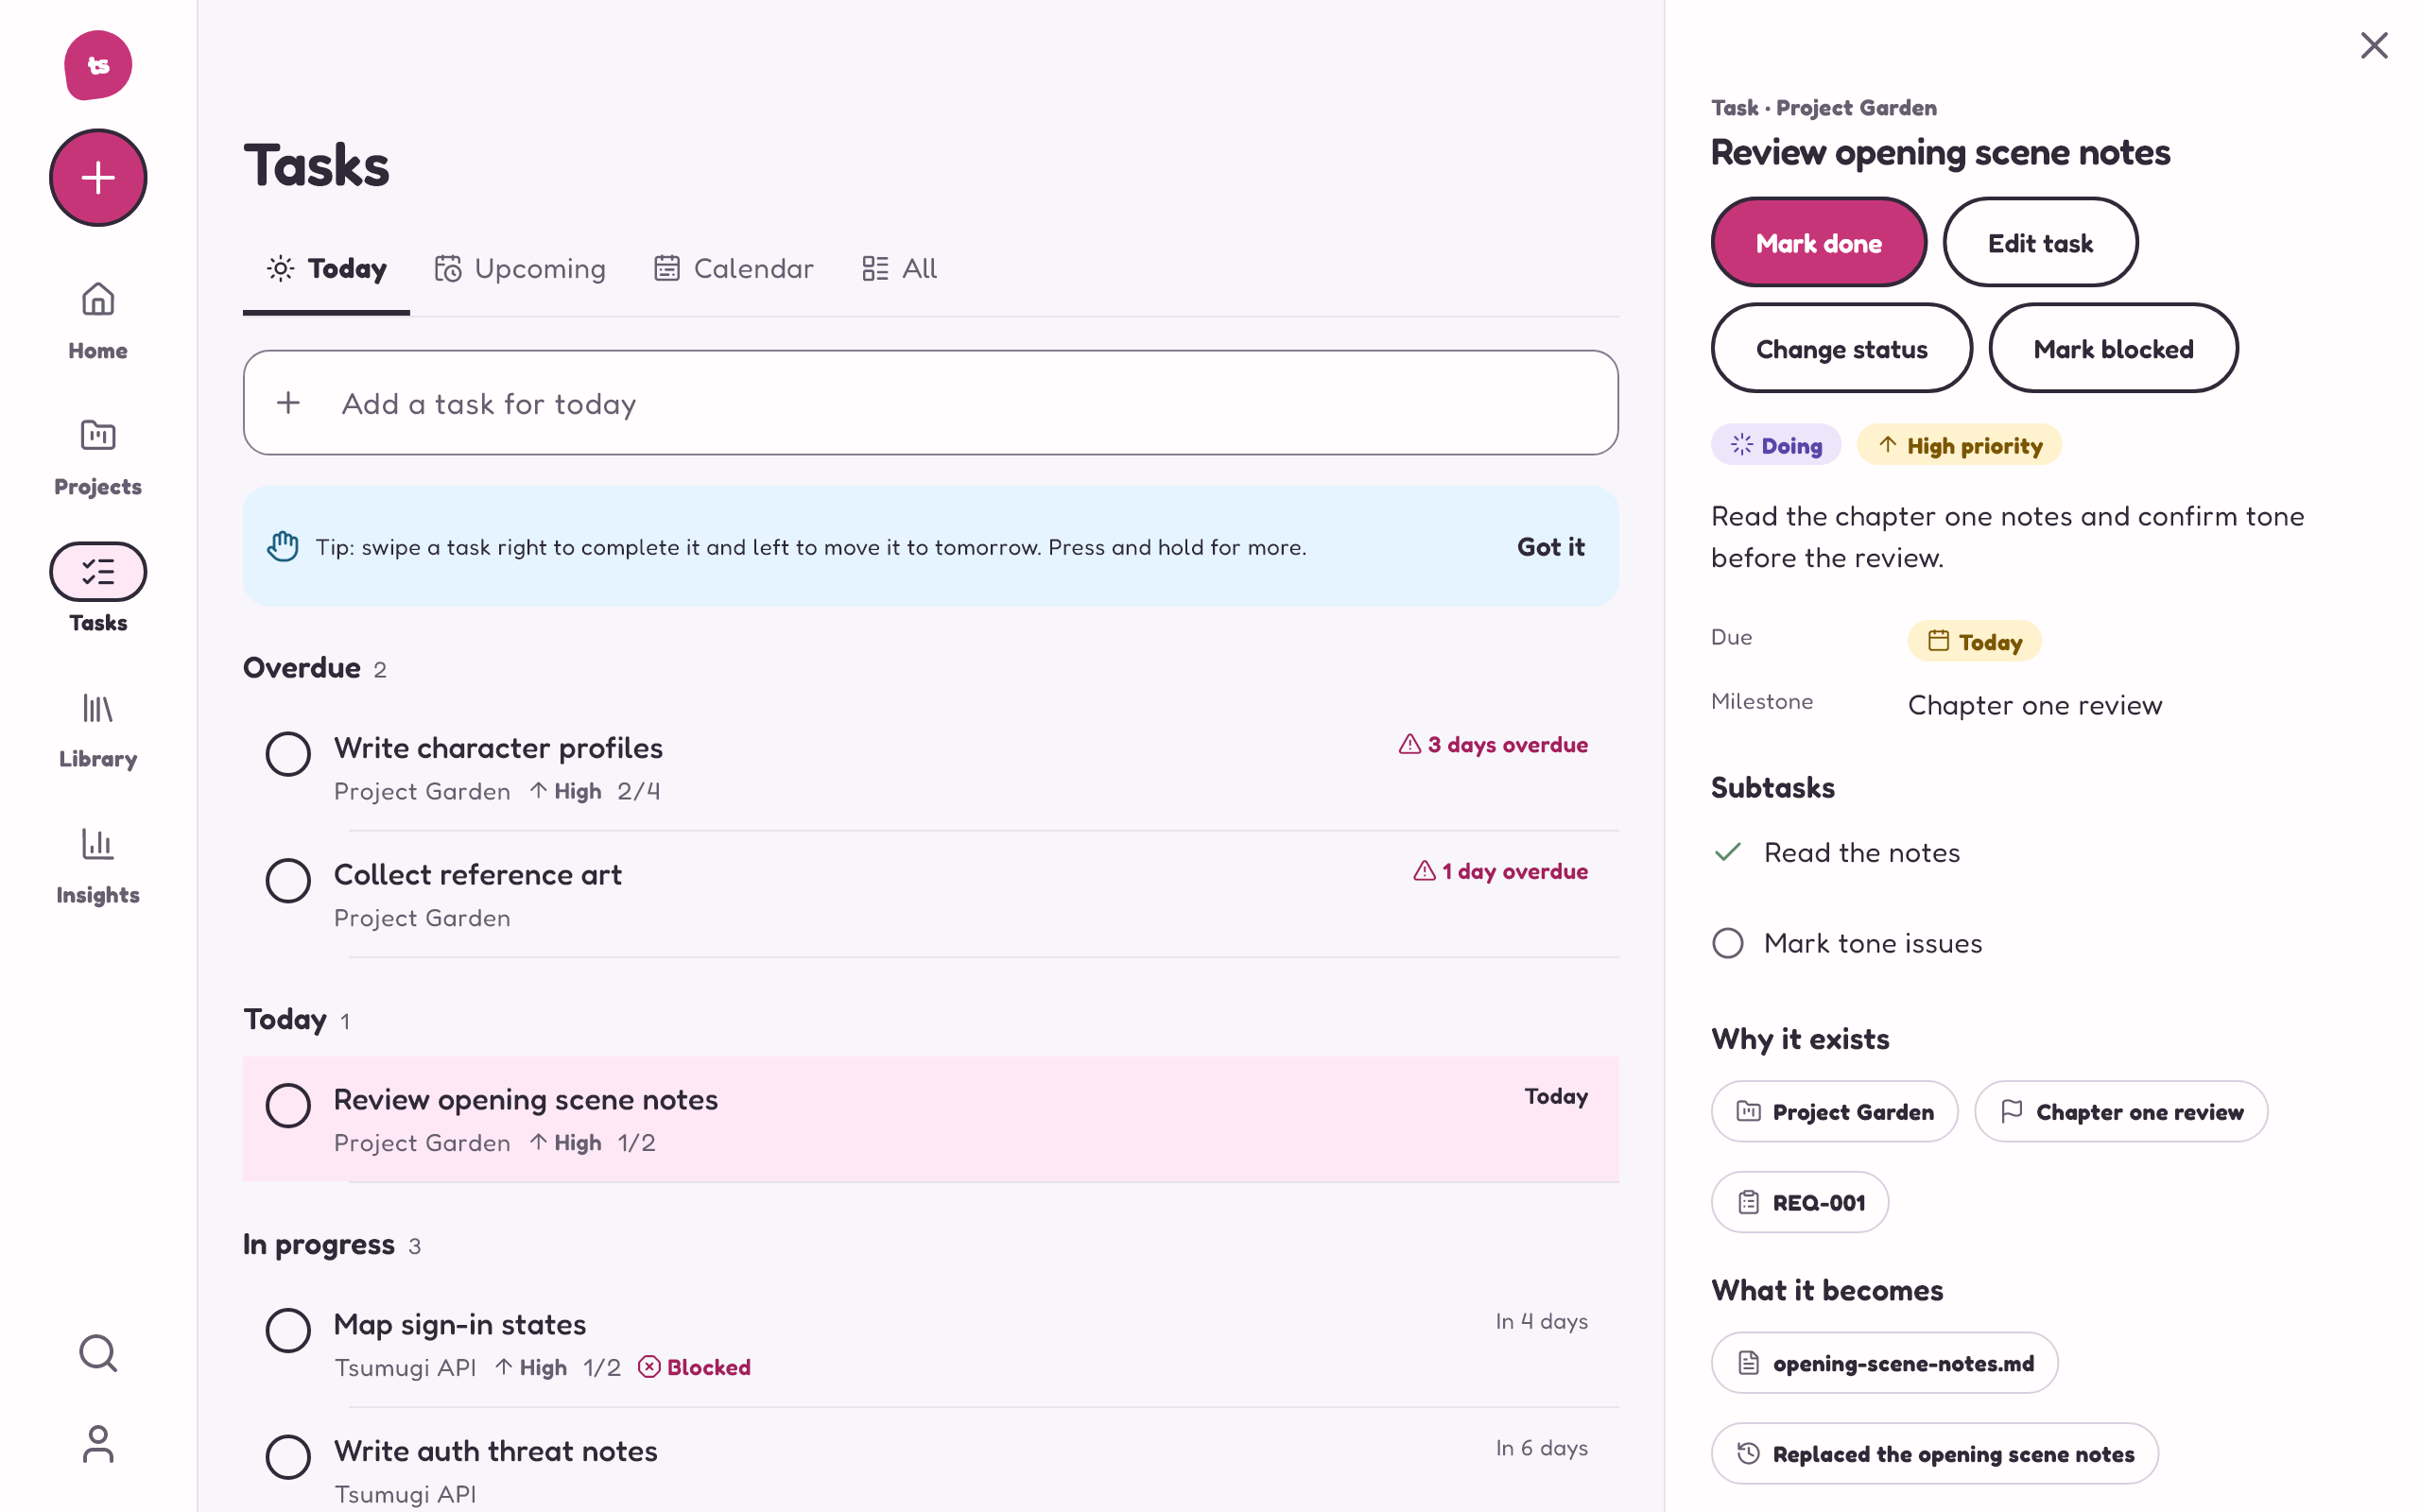 ts
Home
Projects
Tasks
Library
Insights
Tasks
Today
Upcoming
Calendar
All
Add a task for today
Tip: swipe a task right to complete it and left to move it to tomorrow. Press and hold for more.
Got it
Overdue 2
Write character profiles
3 days overdue
Project Garden High 2/4
Collect reference art
1 day overdue
Project Garden
Today 1
Review opening scene notes
Today
Project Garden High 1/2
In progress 3
Map sign-in states
In 4 days
Tsumugi API High 1/2 Blocked
Write auth threat notes
In 6 days
Tsumugi API
Task · Project Garden
Review opening scene notes
Mark done
Edit task
Change status
Mark blocked
Doing
High priority
Read the chapter one notes and confirm tone
before the review.
Due
Today
Milestone
Chapter one review
Subtasks
Read the notes
Mark tone issues
Why it exists
Project Garden
Chapter one review
REQ-001
What it becomes
opening-scene-notes.md
Replaced the opening scene notes